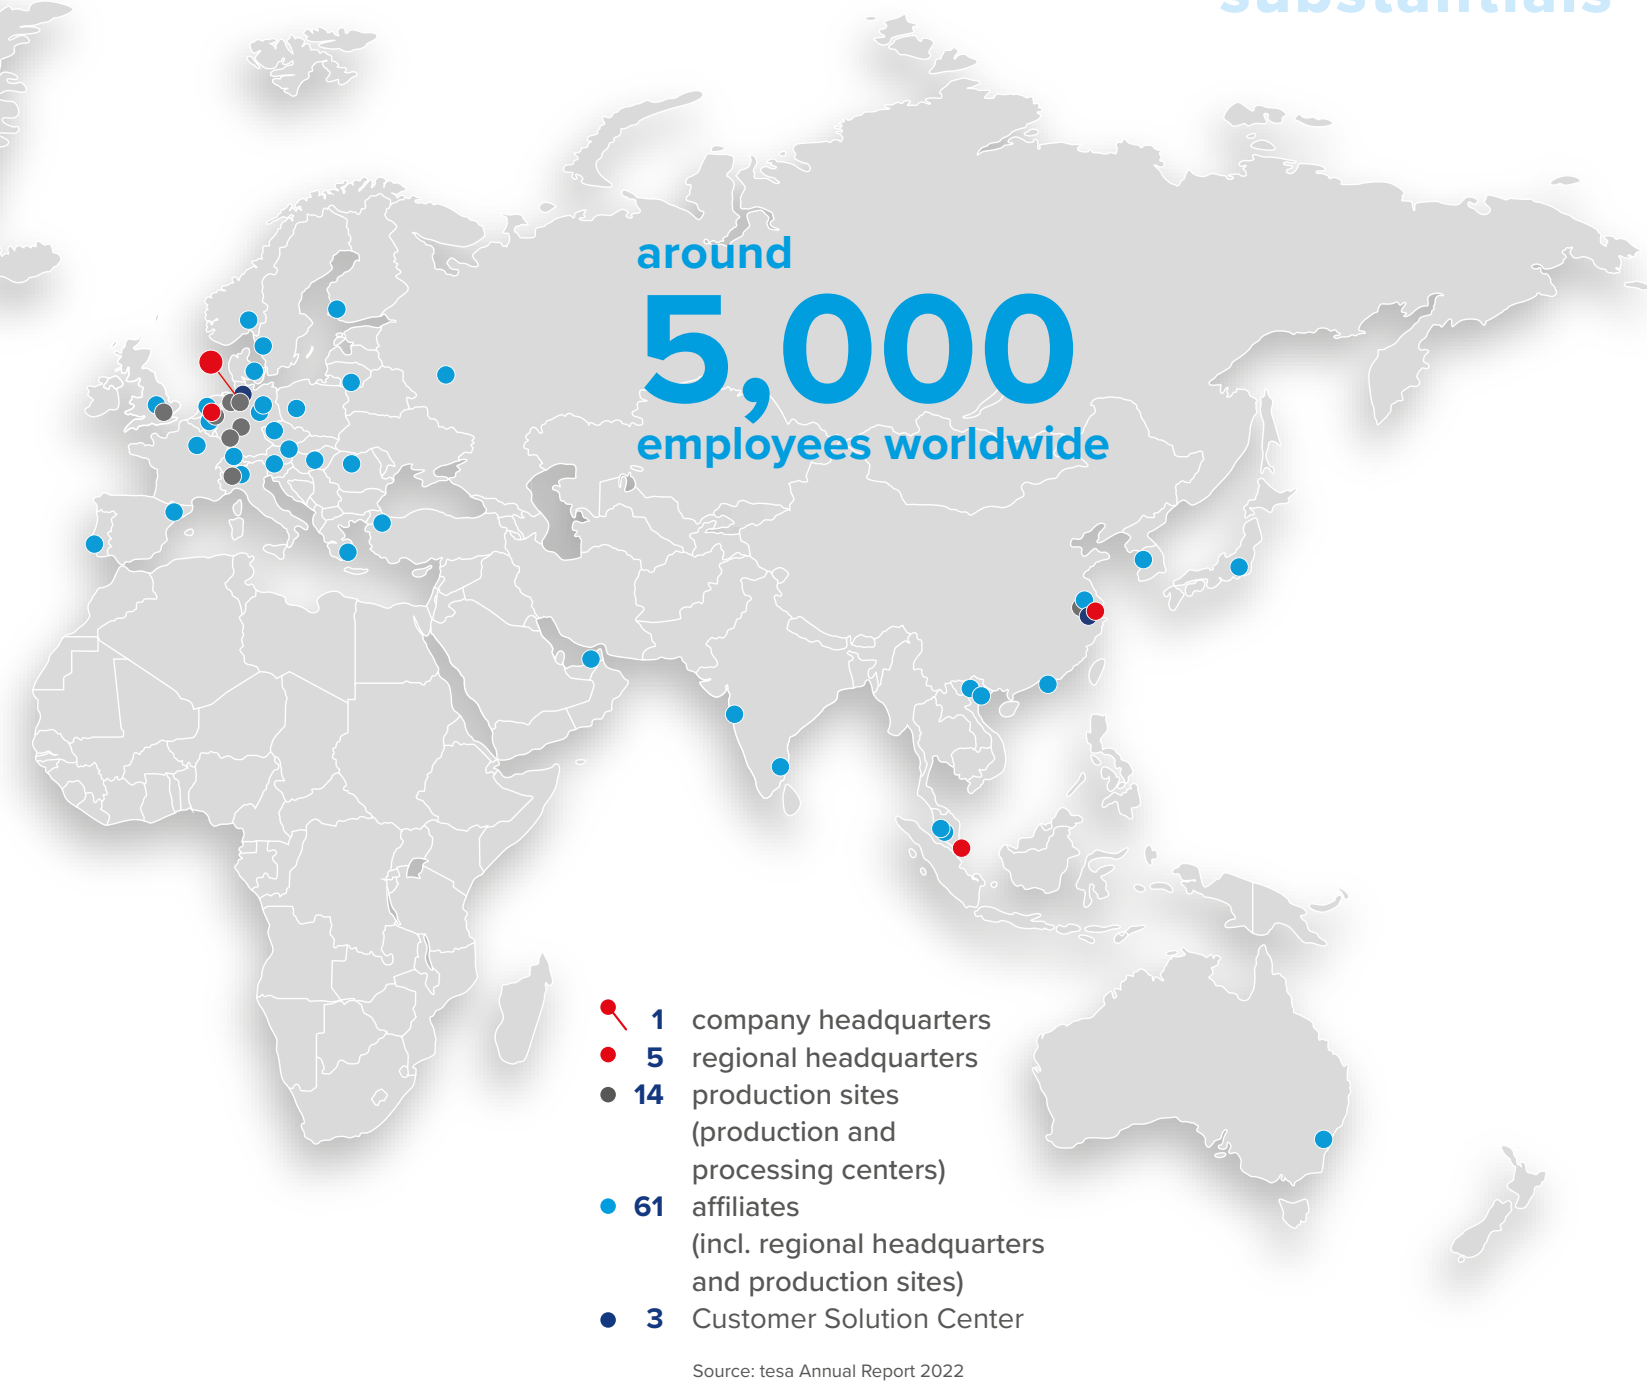 substantials
around
5,000
employees worldwide
1 company headquarters
5 regional headquarters
14 production sites
(production and
processing centers)
61 affiliates
(incl. regional headquarters
and production sites)
3 Customer Solution Center
Source: tesa Annual Report 2022